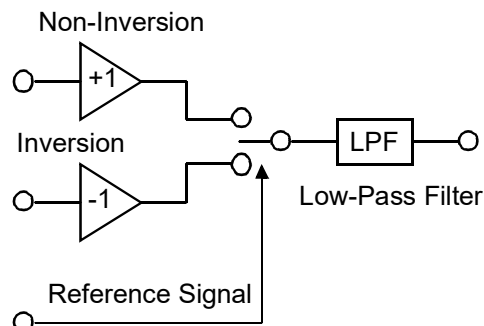 Non-Inversion
+1
Inversion
-1
LPF
Low-Pass Filter
Reference Signal